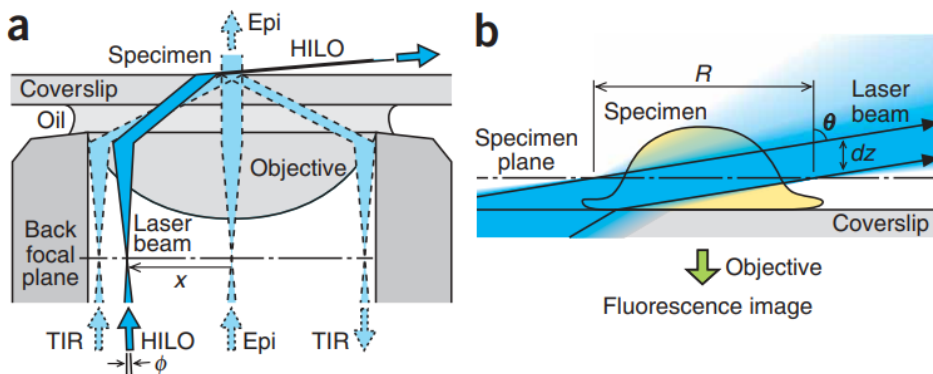 a
Epi
Specimen
HILO
Coverslip
Oil
Objective
Back
focal
plane
Laser
beam
x
TIR
HILO
Epi
TIR
ϕ
b
R
Laser
beam
Specimen
θ
Specimen
plane
dz
Coverslip
Objective
Fluorescence image